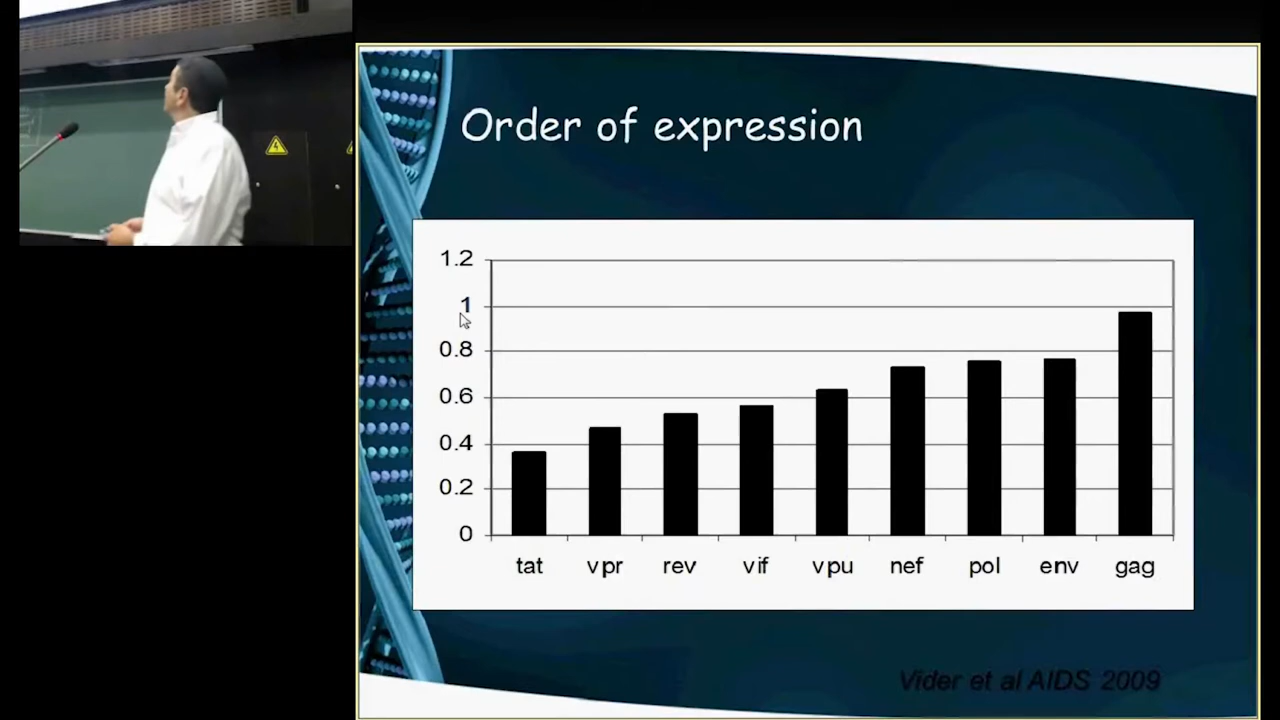 Order of expression
1.2
1
0.8
0.6
0.4
0.2
0
tat vpr rev vif vpu nef pol env gag
Vider et al AIDS 2009